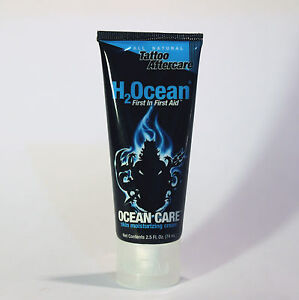 ALL NATURAL
Tattoo
Aftercare
H2Ocean®
First In First Aid
OCEAN CARE
skin moisturizing cream
Net Contents 2.5 Fl. Oz. (74 mL)